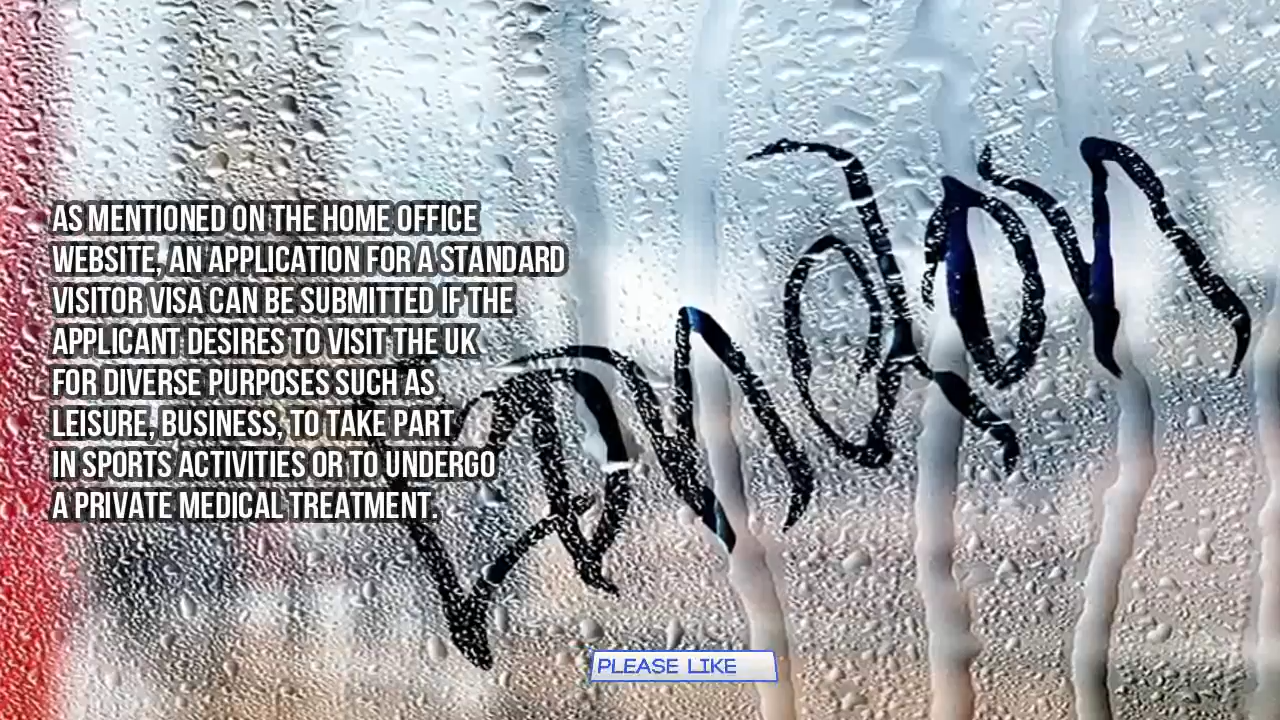 AS MENTIONED ON THE HOME OFFICE
WEBSITE, AN APPLICATION FOR A STANDARD
VISITOR VISA CAN BE SUBMITTED IF THE
APPLICANT DESIRES TO VISIT THE UK
FOR DIVERSE PURPOSES SUCH AS
LEISURE, BUSINESS, TO TAKE PART
IN SPORTS ACTIVITIES OR TO UNDERGO
A PRIVATE MEDICAL TREATMENT.
London
PLEASE LIKE